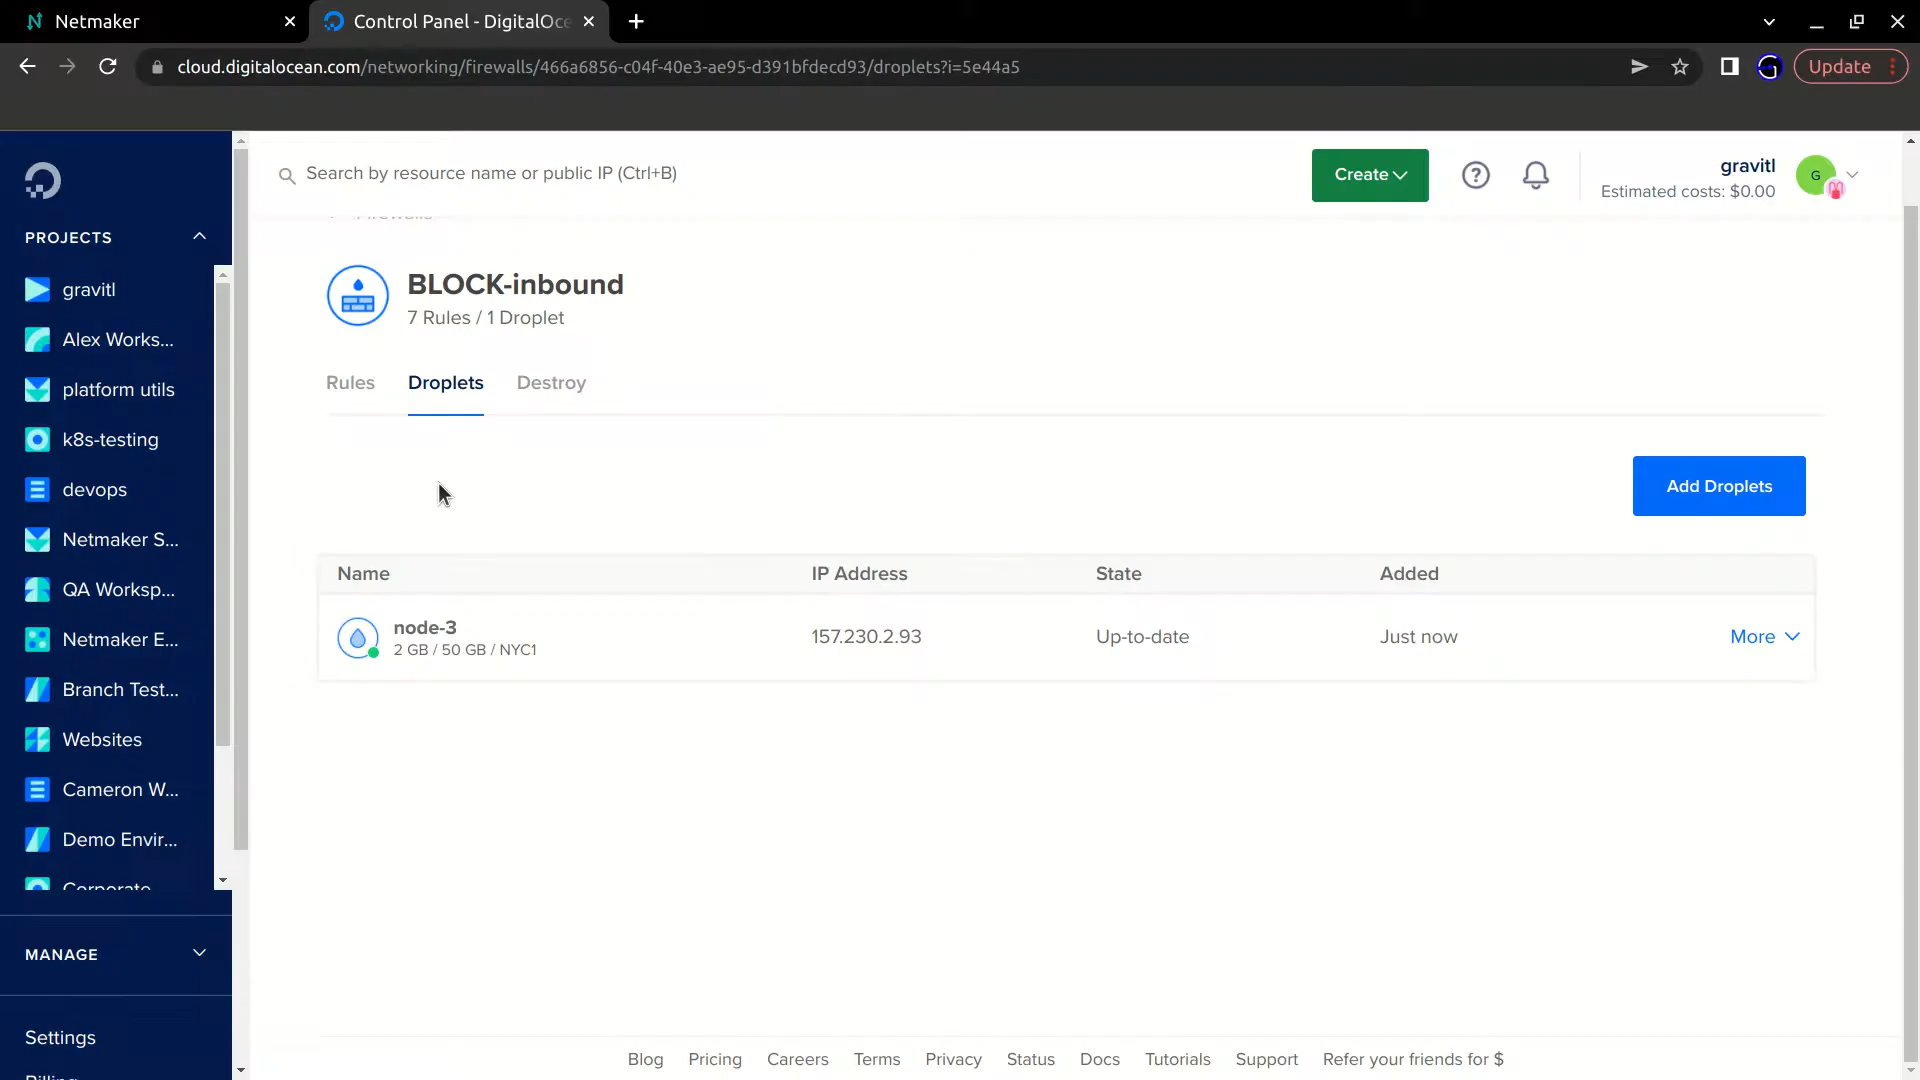 Netmaker
Control Panel - DigitalOce
cloud.digitalocean.com/networking/firewalls/466a6856-c04f-40e3-ae95-d391bfdecd93/droplets?i=5e44a5
Update
Search by resource name or public IP (Ctrl+B)
Create
gravitl
Estimated costs: $0.00
G
PROJECTS
gravitl
Alex Works...
platform utils
k8s-testing
devops
Netmaker S...
QA Worksp...
Netmaker E...
Branch Test...
Websites
Cameron W...
Demo Envir...
Corporate
MANAGE
Settings
Billing
Firewalls
BLOCK-inbound
7 Rules / 1 Droplet
Rules Droplets Destroy
Add Droplets
Name IP Address State Added
node-3
2 GB / 50 GB / NYC1
157.230.2.93
Up-to-date
Just now
More
Blog Pricing Careers Terms Privacy Status Docs Tutorials Support Refer your friends for $